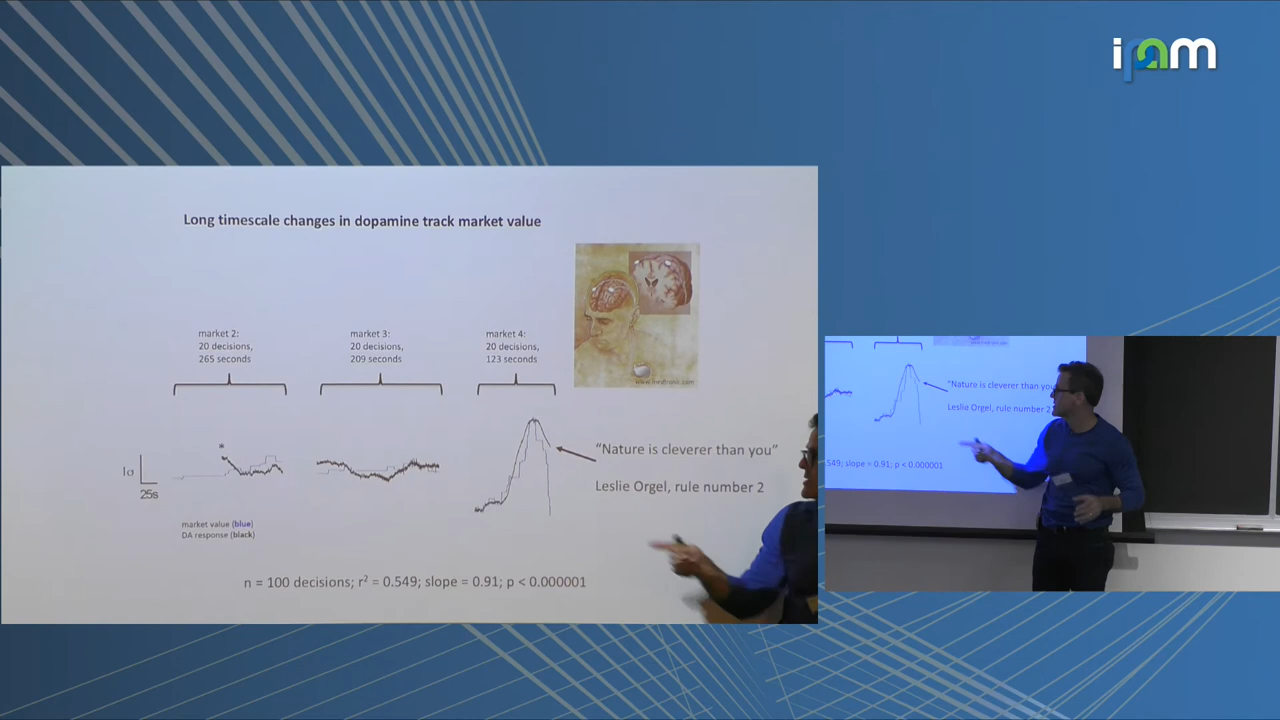 ipam
Long timescale changes in dopamine track market value
market 2:
20 decisions,
265 seconds
market 3:
20 decisions,
209 seconds
market 4:
20 decisions,
123 seconds
www.medtronic.com
*
1σ
25s
"Nature is cleverer than you"
Leslie Orgel, rule number 2
market value (blue)
DA response (black)
n = 100 decisions; r² = 0.549; slope = 0.91; p < 0.000001
"Nature is cleverer than you
Leslie Orgel, rule number 2
.549; slope = 0.91; p < 0.000001